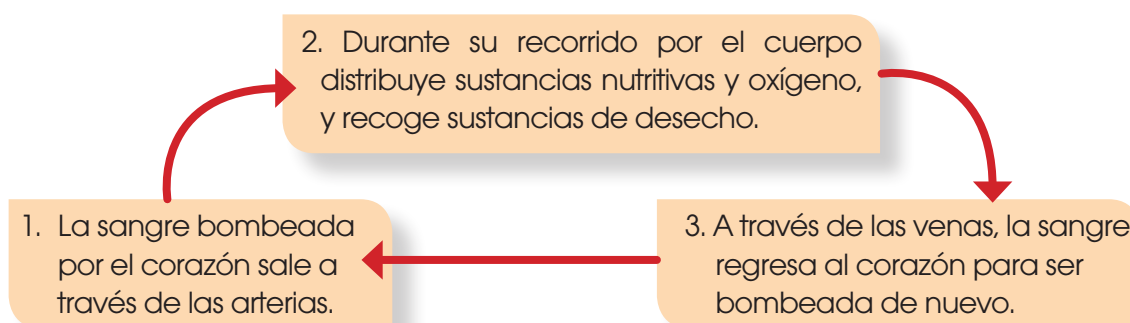 2. Durante su recorrido por el cuerpo
distribuye sustancias nutritivas y oxígeno,
y recoge sustancias de desecho.
1. La sangre bombeada
por el corazón sale a
través de las arterias.
3. A través de las venas, la sangre
regresa al corazón para ser
bombeada de nuevo.